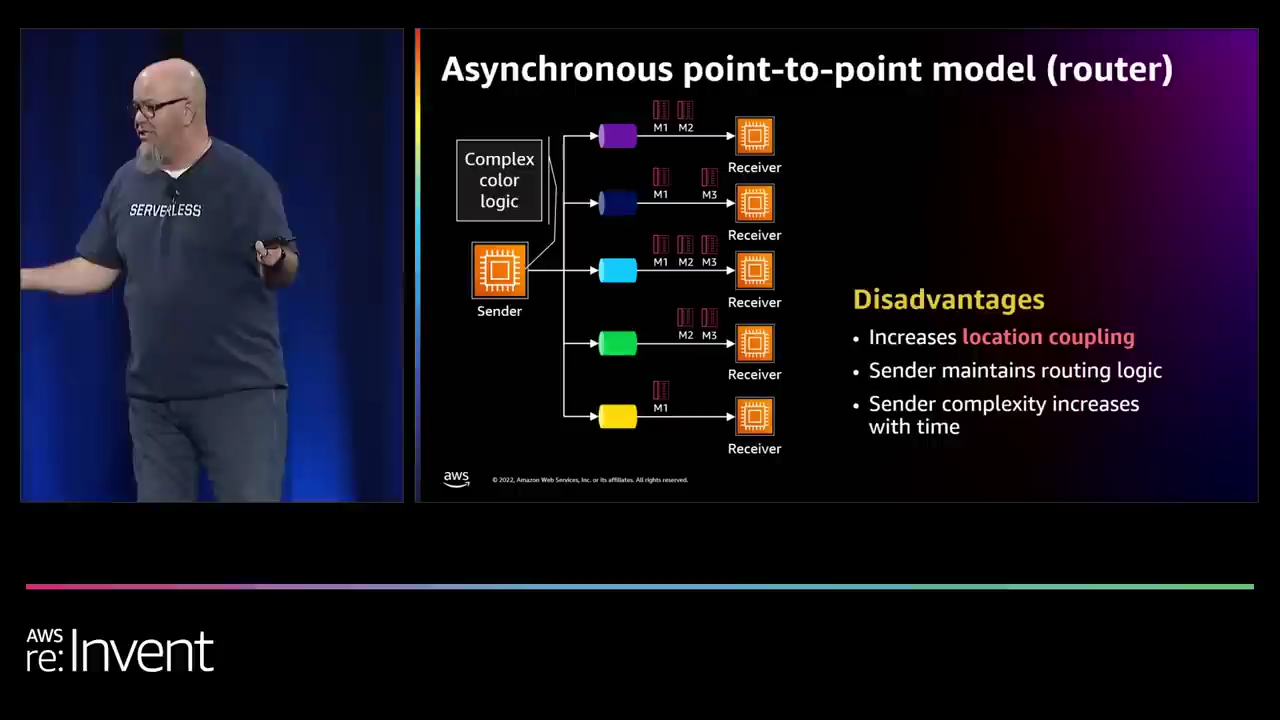 SERVERLESS
Asynchronous point-to-point model (router)
Complex
color
logic
Sender
M1 M2
Receiver
M1 M3
Receiver
M1 M2 M3
Receiver
M2 M3
Receiver
M1
Receiver
Disadvantages
• Increases location coupling
• Sender maintains routing logic
• Sender complexity increases
with time
aws
© 2022, Amazon Web Services, Inc. or its affiliates. All rights reserved.
AWS
re:Invent